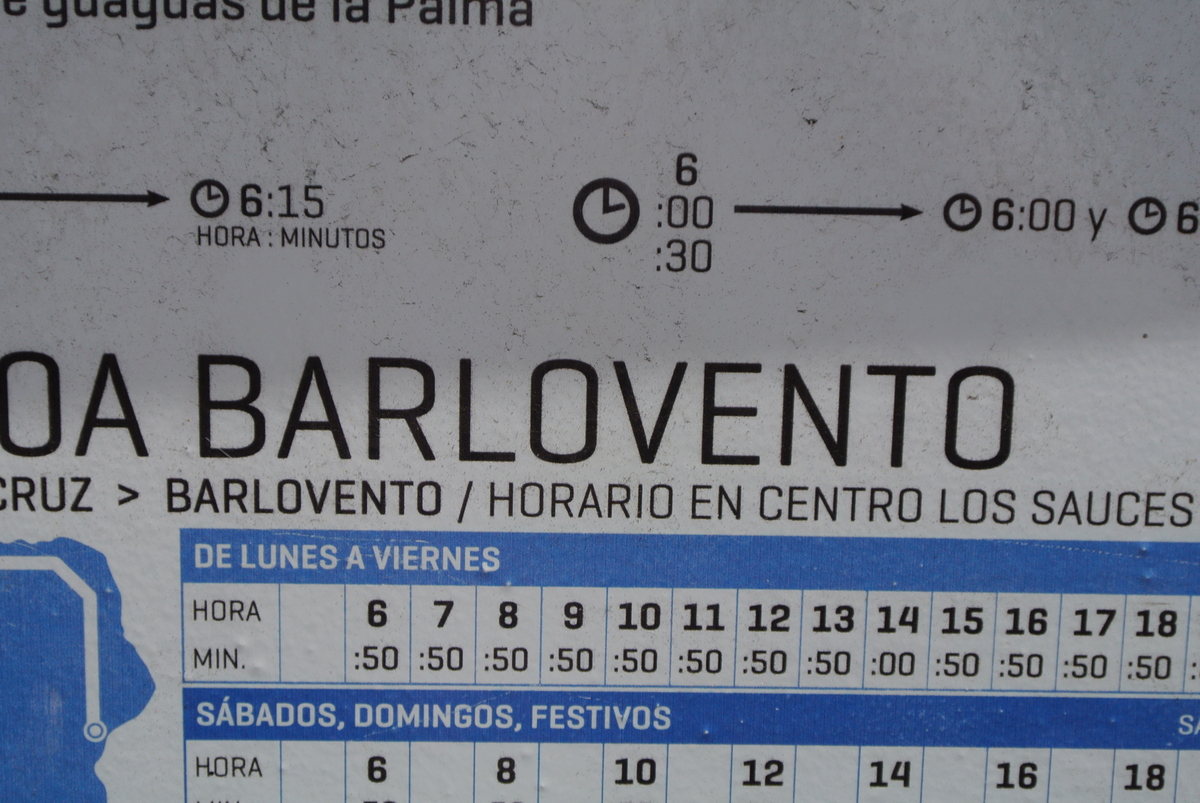 guaguas de la Palma
6
6:15 :00 6:00 y 6
HORA : MINUTOS
:30
OA BARLOVENTO
CRUZ > BARLOVENTO / HORARIO EN CENTRO LOS SAUCES
DE LUNES A VIERNES
HORA 6 7 8 9 10 11 12 13 14 15 16 17 18
MIN. :50 :50 :50 :50 :50 :50 :50 :50 :00 :50 :50 :50 :50
SÁBADOS, DOMINGOS, FESTIVOS SA
HORA 6 8 10 12 14 16 18